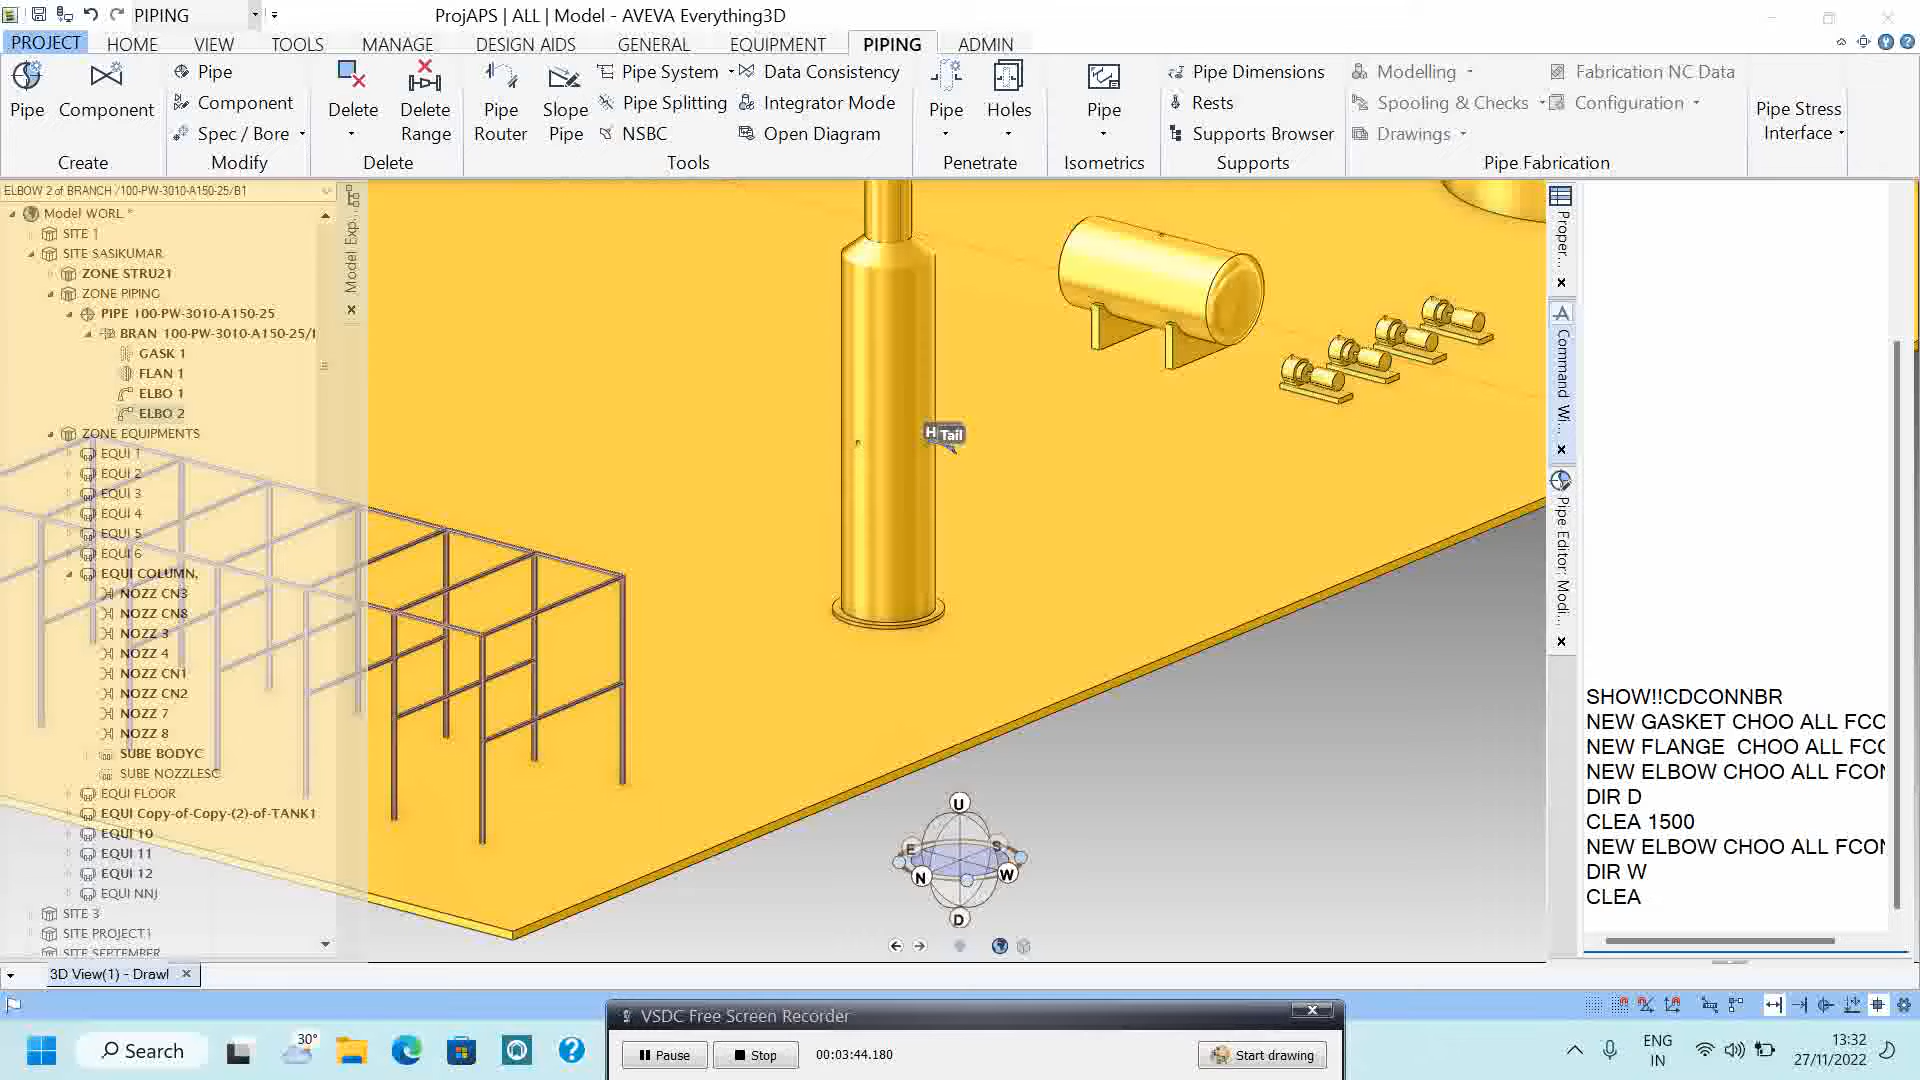 PIPING
ProjAPS | ALL | Model - AVEVA Everything3D
PROJECT HOME VIEW TOOLS MANAGE DESIGN AIDS GENERAL EQUIPMENT PIPING ADMIN
Pipe
Component
Create
Pipe
Component
Spec / Bore
Modify
Delete
Delete Range
Delete
Pipe Router
Slope Pipe
Pipe System
Pipe Splitting
NSBC
Data Consistency
Integrator Mode
Open Diagram
Tools
Pipe
Holes
Penetrate
Pipe
Isometrics
Pipe Dimensions
Rests
Supports Browser
Supports
Modelling
Spooling & Checks
Drawings
Fabrication NC Data
Configuration
Pipe Fabrication
Pipe Stress
Interface
ELBOW 2 of BRANCH /100-PW-3010-A150-25/B1
Model WORL *
SITE 1
SITE SASIKUMAR
ZONE STRU21
ZONE PIPING
PIPE 100-PW-3010-A150-25
BRAN 100-PW-3010-A150-25/
GASK 1
FLAN 1
ELBO 1
ELBO 2
ZONE EQUIPMENTS
EQUI 1
EQUI 2
EQUI 3
EQUI 4
EQUI 5
EQUI 6
EQUI COLUMN,
NOZZ CN3
NOZZ CN8
NOZZ 3
NOZZ 4
NOZZ CN1
NOZZ CN2
NOZZ 7
NOZZ 8
SUBE BODYC
SUBE NOZZLESC
EQUI FLOOR
EQUI Copy-of-Copy-(2)-of-TANK1
EQUI 10
EQUI 11
EQUI 12
EQUI NNJ
SITE 3
SITE PROJECT1
SITE SEPTEMBER
Model Exp...
H Tail
U
E
S
N
W
D
Proper...
Command Wi...
Pipe Editor: Modi...
SHOW!!CDCONNBR
NEW GASKET CHOO ALL FCO
NEW FLANGE CHOO ALL FCO
NEW ELBOW CHOO ALL FCON
DIR D
CLEA 1500
NEW ELBOW CHOO ALL FCON
DIR W
CLEA
3D View(1) - Drawl
VSDC Free Screen Recorder
Pause
Stop
00:03:44.180
Start drawing
Search
30°
ENG
IN
13:32
27/11/2022